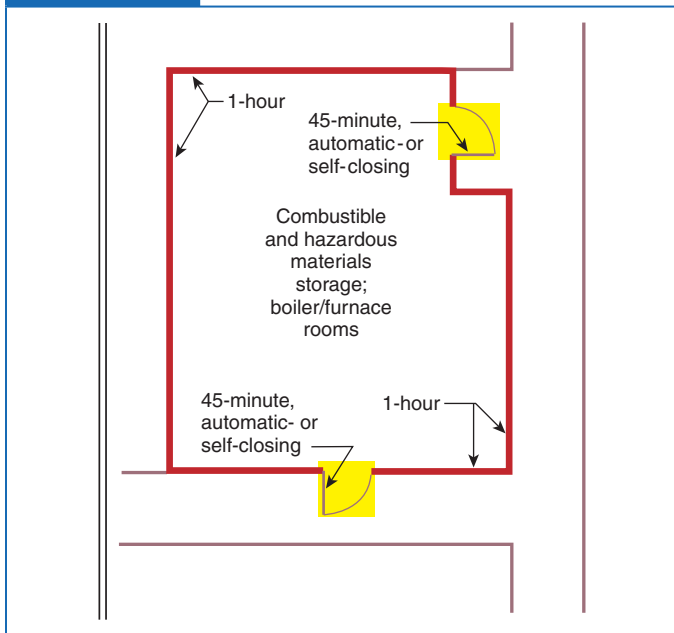 1-hour
45-minute,
automatic- or
self-closing
Combustible
and hazardous
materials
storage;
boiler/furnace
rooms
45-minute,
automatic- or
self-closing
1-hour